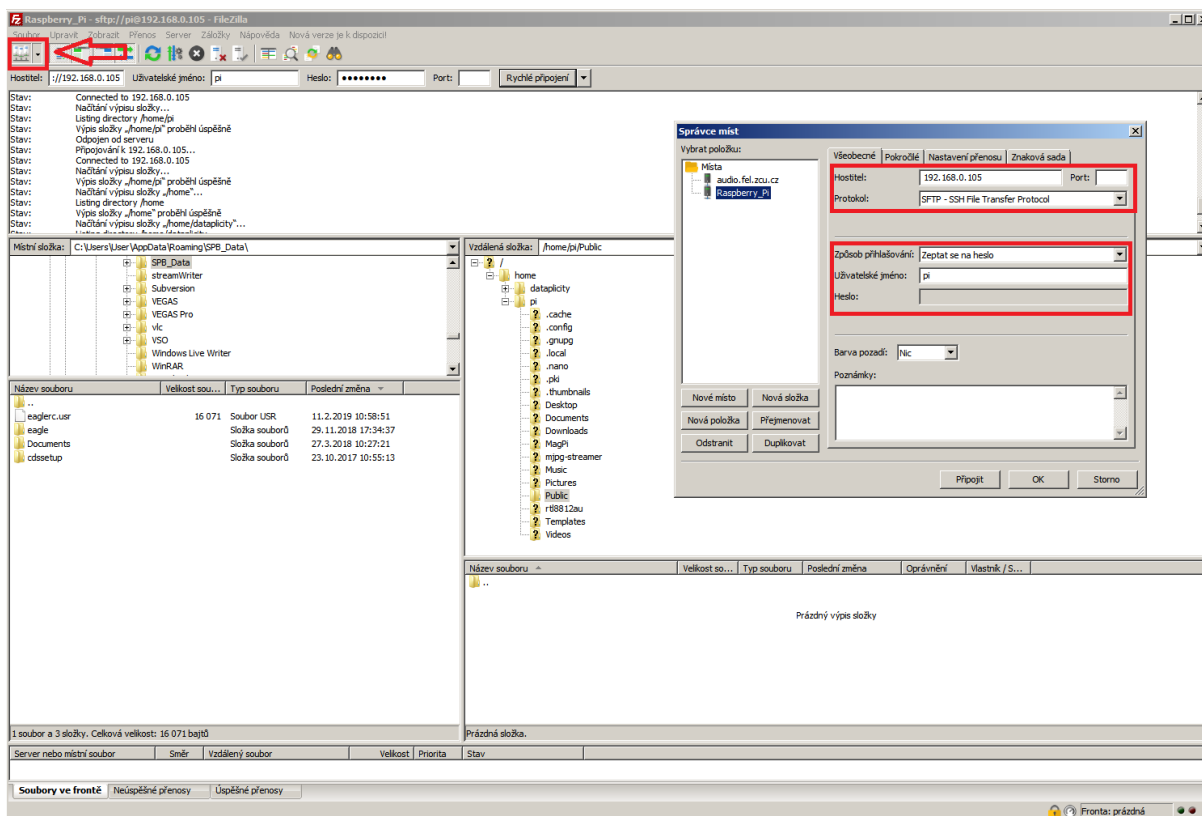 Raspberry_Pi - sftp://pi@192.168.0.105 - FileZilla
Soubor Upravit Zobrazit Přenos Server Záložky Nápověda Nová verze je k dispozici!
Hostitel: ://192.168.0.105 Uživatelské jméno: pi Heslo: ●●●●●●●● Port: Rychlé připojení
Stav: Connected to 192.168.0.105
Stav: Načítání výpisu složky...
Stav: Listing directory /home/pi
Stav: Výpis složky „/home/pi“ proběhl úspěšně
Stav: Odpojen od serveru
Stav: Připojování k 192.168.0.105...
Stav: Connected to 192.168.0.105
Stav: Načítání výpisu složky...
Stav: Výpis složky „/home/pi“ proběhl úspěšně
Stav: Načítání výpisu složky „/home“...
Stav: Listing directory /home
Stav: Výpis složky „/home“ proběhl úspěšně
Stav: Načítání výpisu složky „/home/dataplicity“...
Místní složka: C:\Users\User\AppData\Roaming\SPB_Data\
SPB_Data
streamWriter
Subversion
VEGAS
VEGAS Pro
vlc
VSO
Windows Live Writer
WinRAR
Název souboru Velikost sou... Typ souboru Poslední změna
..
eaglerc.usr 16 071 Soubor USR 11.2.2019 10:58:51
eagle Složka souborů 29.11.2018 17:34:37
Documents Složka souborů 27.3.2018 10:27:21
cdssetup Složka souborů 23.10.2017 10:55:13
1 soubor a 3 složky. Celková velikost: 16 071 bajtů
Vzdálená složka: /home/pi/Public
/
home
dataplicity
pi
.cache
.config
.gnupg
.local
.nano
.pki
.thumbnails
Desktop
Documents
Downloads
MagPi
mjpg-streamer
Music
Pictures
Public
rtl8812au
Templates
Videos
Název souboru Velikost so... Typ souboru Poslední změna Oprávnění Vlastník / S...
..
Prázdný výpis složky
Prázdná složka.
Správce míst
Vybrat položku:
Místa
audio.fel.zcu.cz
Raspberry_Pi
Nové místo Nová složka
Nová položka Přejmenovat
Odstranit Duplikovat
Všeobecné Pokročilé Nastavení přenosu Znaková sada
Hostitel: 192.168.0.105 Port:
Protokol: SFTP - SSH File Transfer Protocol
Způsob přihlašování: Zeptat se na heslo
Uživatelské jméno: pi
Heslo:
Barva pozadí: Nic
Poznámky:
Připojit OK Storno
Server nebo místní soubor Směr Vzdálený soubor Velikost Priorita Stav
Soubory ve frontě Neúspěšné přenosy Úspěšné přenosy
Fronta: prázdná